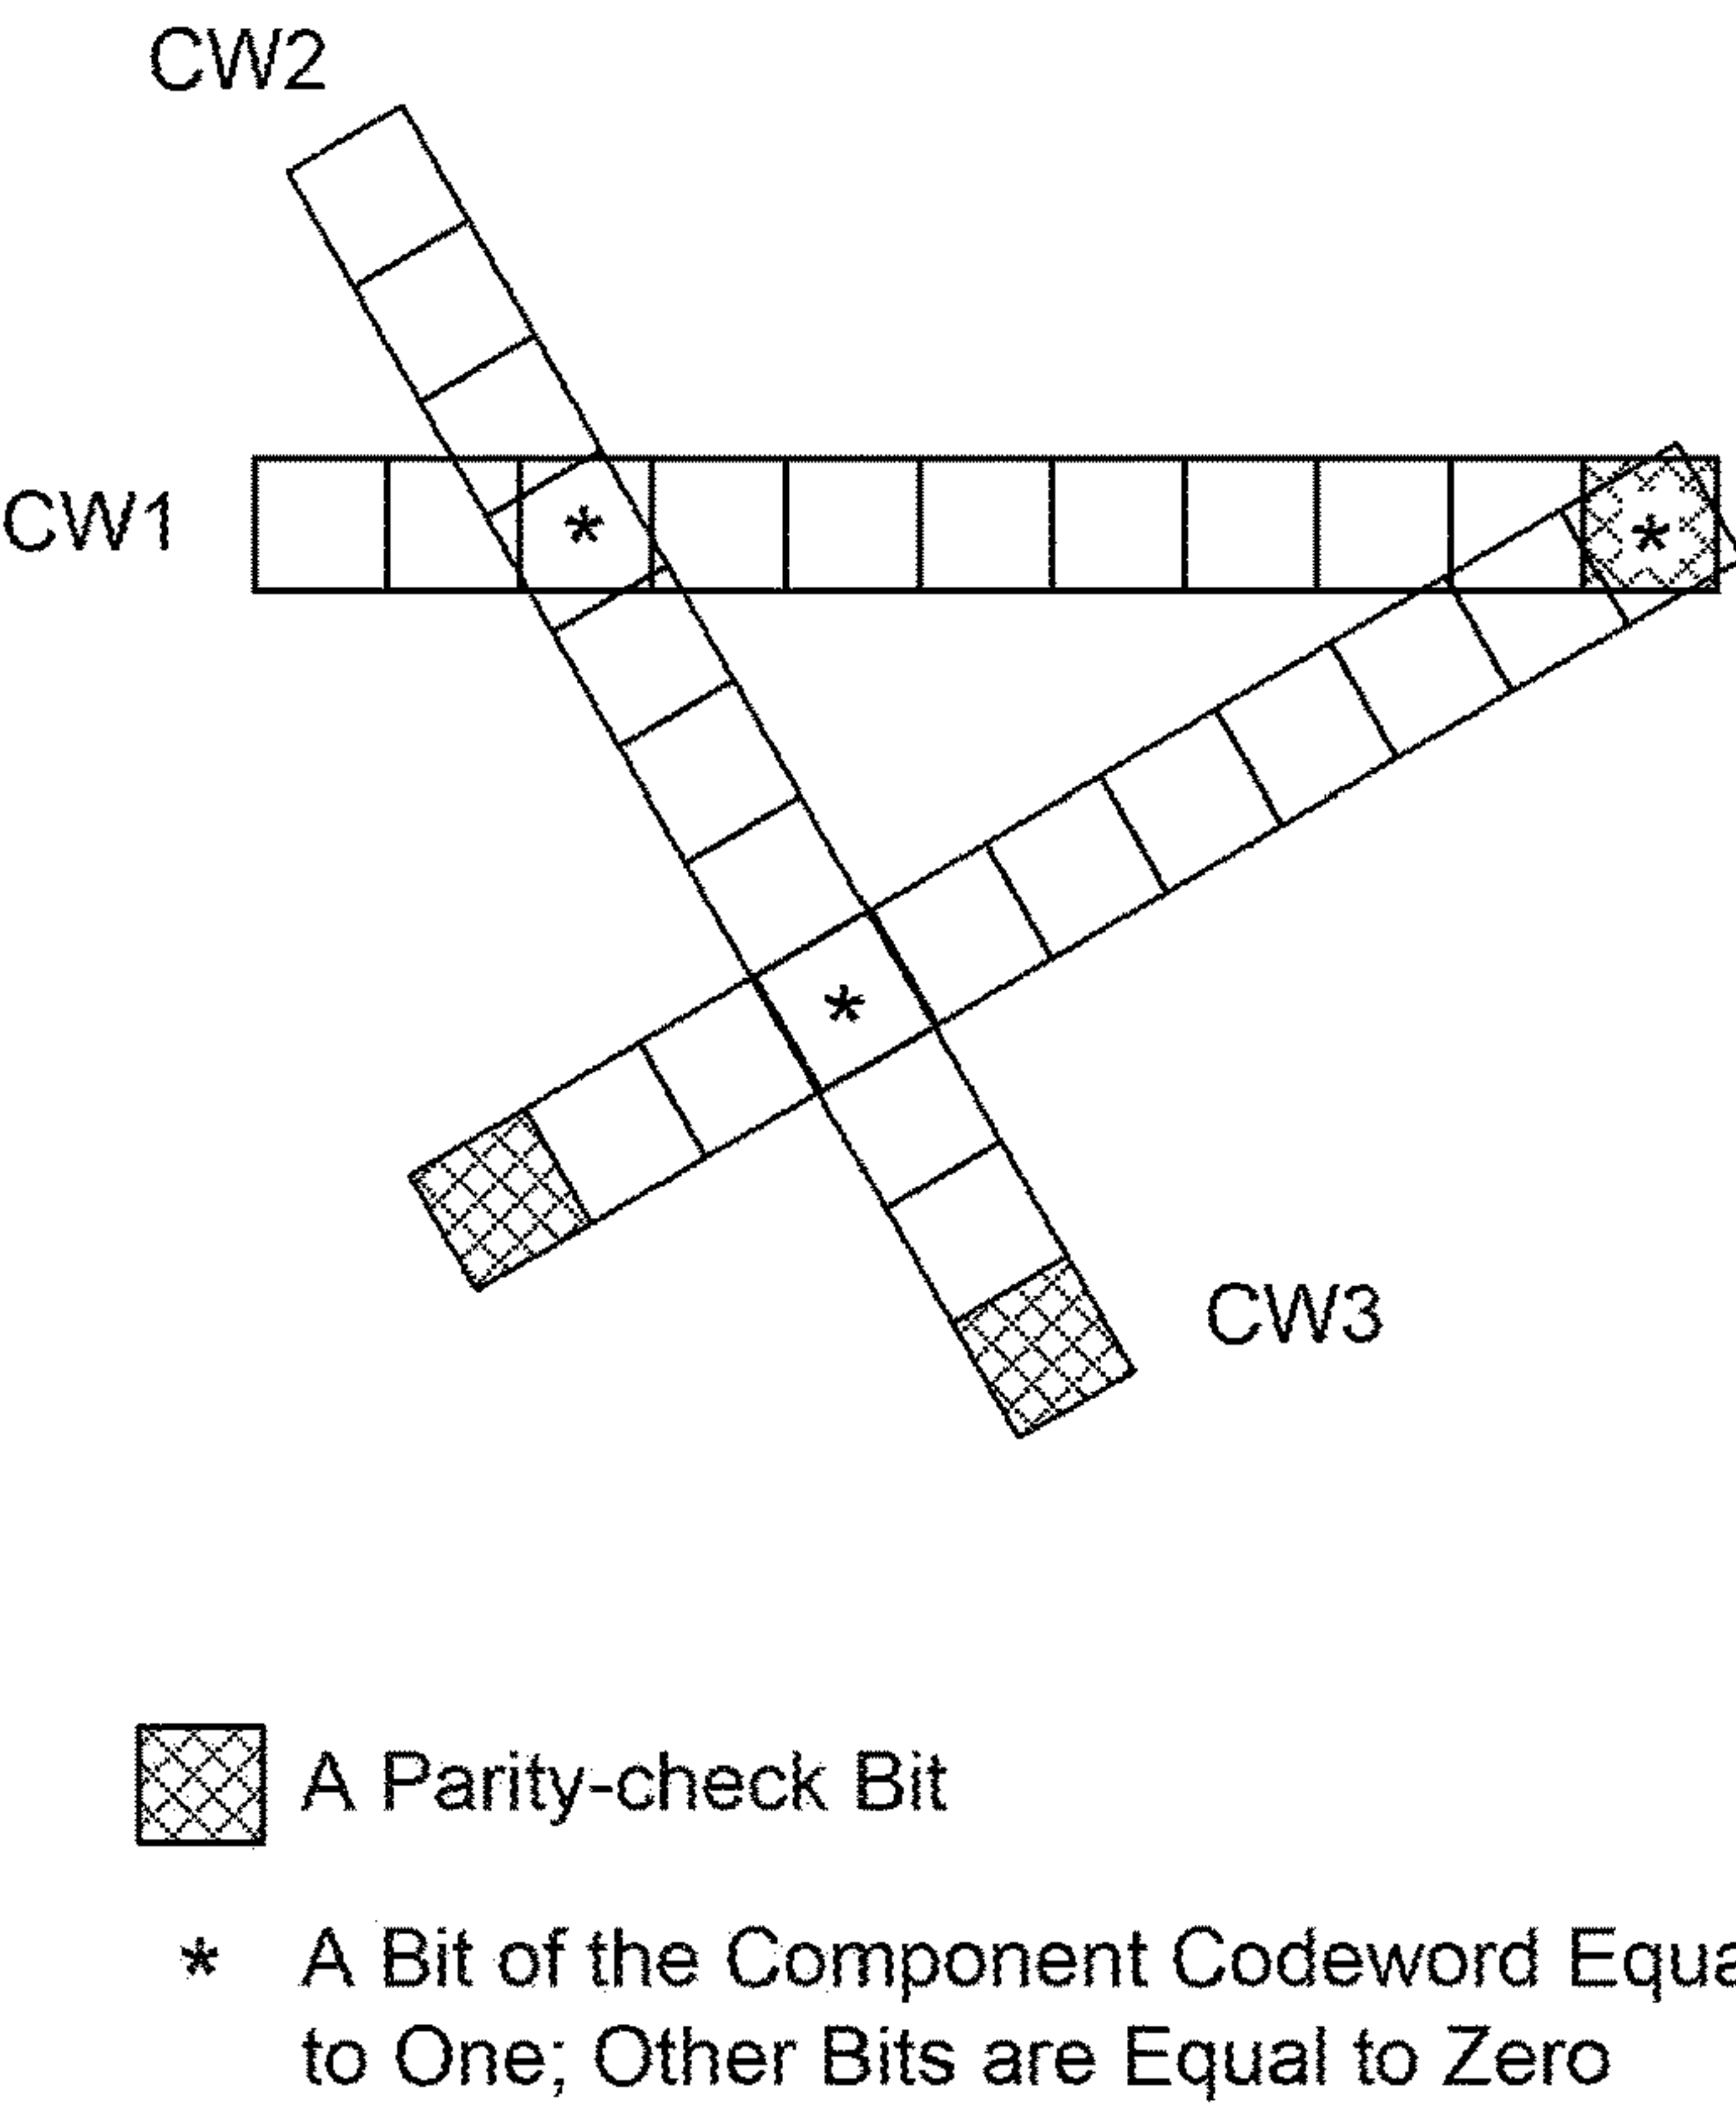 CW2
CW1
*
*
*
CW3
A Parity-check Bit
* A Bit of the Component Codeword Equa
to One; Other Bits are Equal to Zero